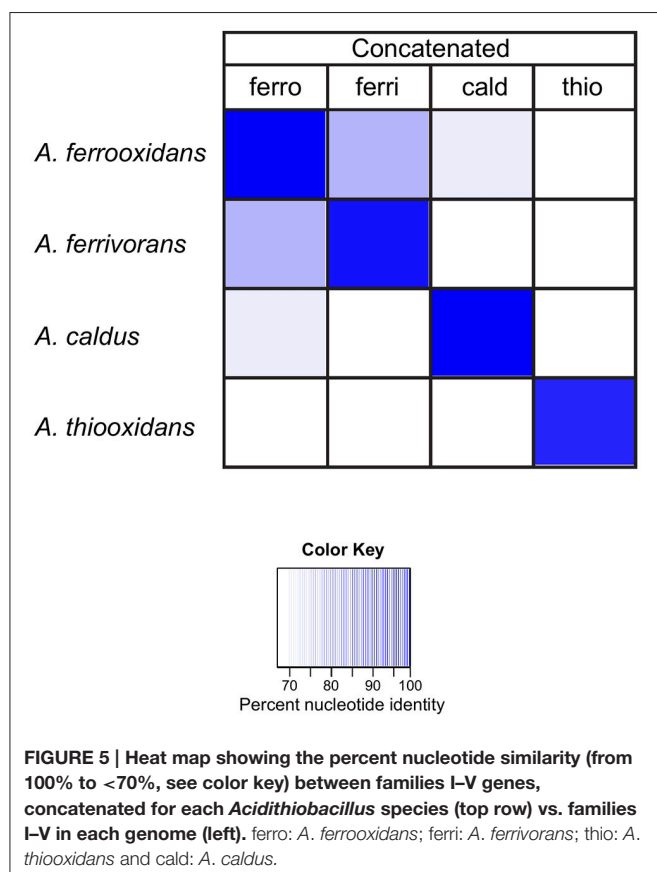 Concatenated
ferro ferri cald thio
A. ferrooxidans
A. ferrivorans
A. caldus
A. thiooxidans
Color Key
70 80 90 100
Percent nucleotide identity
FIGURE 5 | Heat map showing the percent nucleotide similarity (from
100% to <70%, see color key) between families I–V genes,
concatenated for each Acidithiobacillus species (top row) vs. families
I–V in each genome (left). ferro: A. ferrooxidans; ferri: A. ferrivorans; thio: A.
thiooxidans and cald: A. caldus.